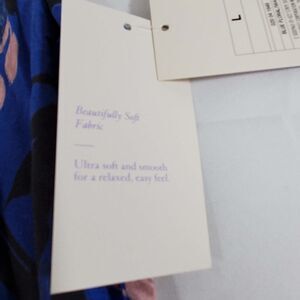 Beautifully Soft
Fabric
Ultra soft and smooth
for a relaxed, easy feel.
L